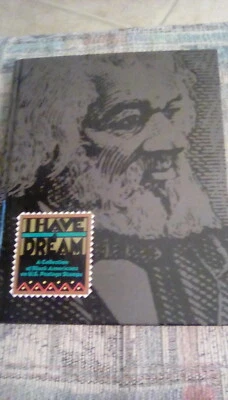 I HAVE
A
DREAM
A Collection
of Black Americans
on U.S. Postage Stamps